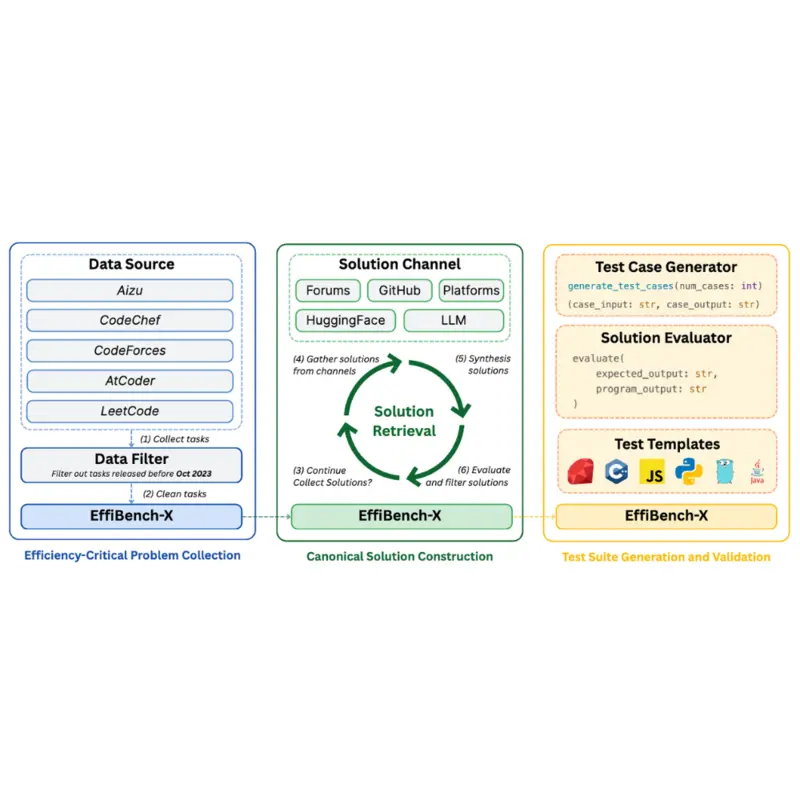 Data Source
Aizu
CodeChef
CodeForces
AtCoder
LeetCode
(1) Collect tasks
Data Filter
Filter out tasks released before Oct 2023
(2) Clean tasks
EffiBench-X
Efficiency-Critical Problem Collection
Solution Channel
Forums
GitHub
Platforms
HuggingFace
LLM
(4) Gather solutions
from channels
(5) Synthesis
solutions
Solution
Retrieval
(3) Continue
Collect Solutions?
(6) Evaluate
and filter solutions
EffiBench-X
Canonical Solution Construction
Test Case Generator
generate_test_cases(num_cases: int)
(case_input: str, case_output: str)
Solution Evaluator
evaluate(
expected_output: str,
program_output: str
)
Test Templates
JS
Java
EffiBench-X
Test Suite Generation and Validation